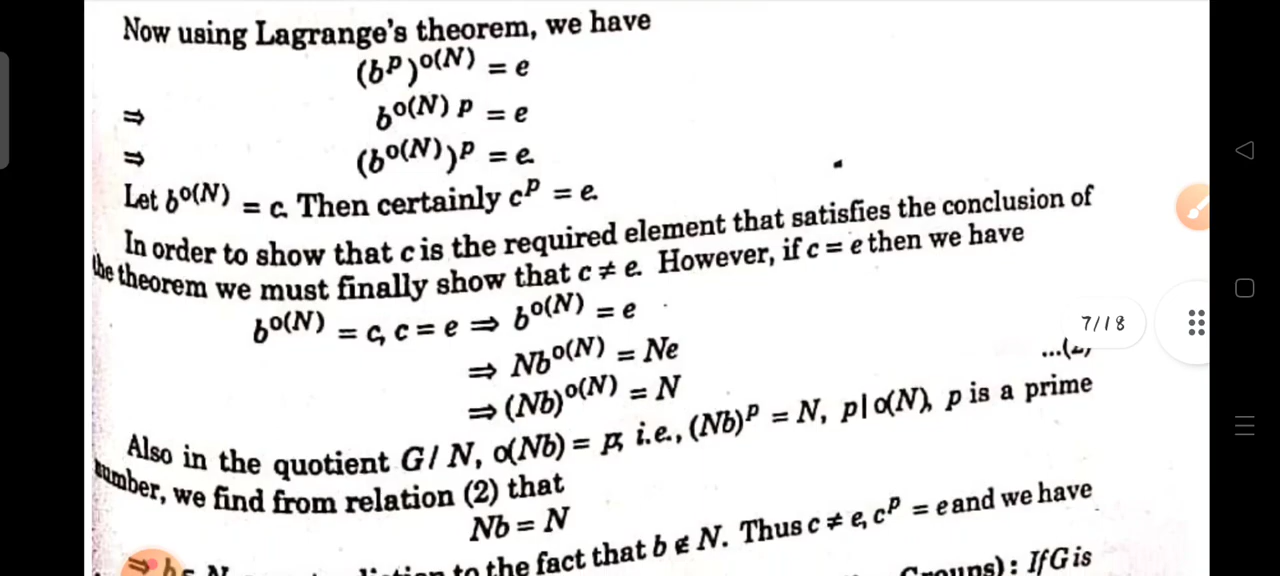 Now using Lagrange's theorem, we have
(b^p)^o(N) = e
⇒ b^o(N) p = e
⇒ (b^o(N))^p = e.
Let b^o(N) = c. Then certainly c^p = e.
In order to show that c is the required element that satisfies the conclusion of
the theorem we must finally show that c ≠ e. However, if c = e then we have
b^o(N) = c, c = e ⇒ b^o(N) = e
7/18
⇒ Nb^o(N) = Ne
⇒ (Nb)^o(N) = N
Also in the quotient G/N, o(Nb) = p, i.e., (Nb)^p = N, p|o(N), p is a prime
number, we find from relation (2) that
Nb = N
to the fact that b ∉ N. Thus c ≠ e, c^p = e and we have
If G is